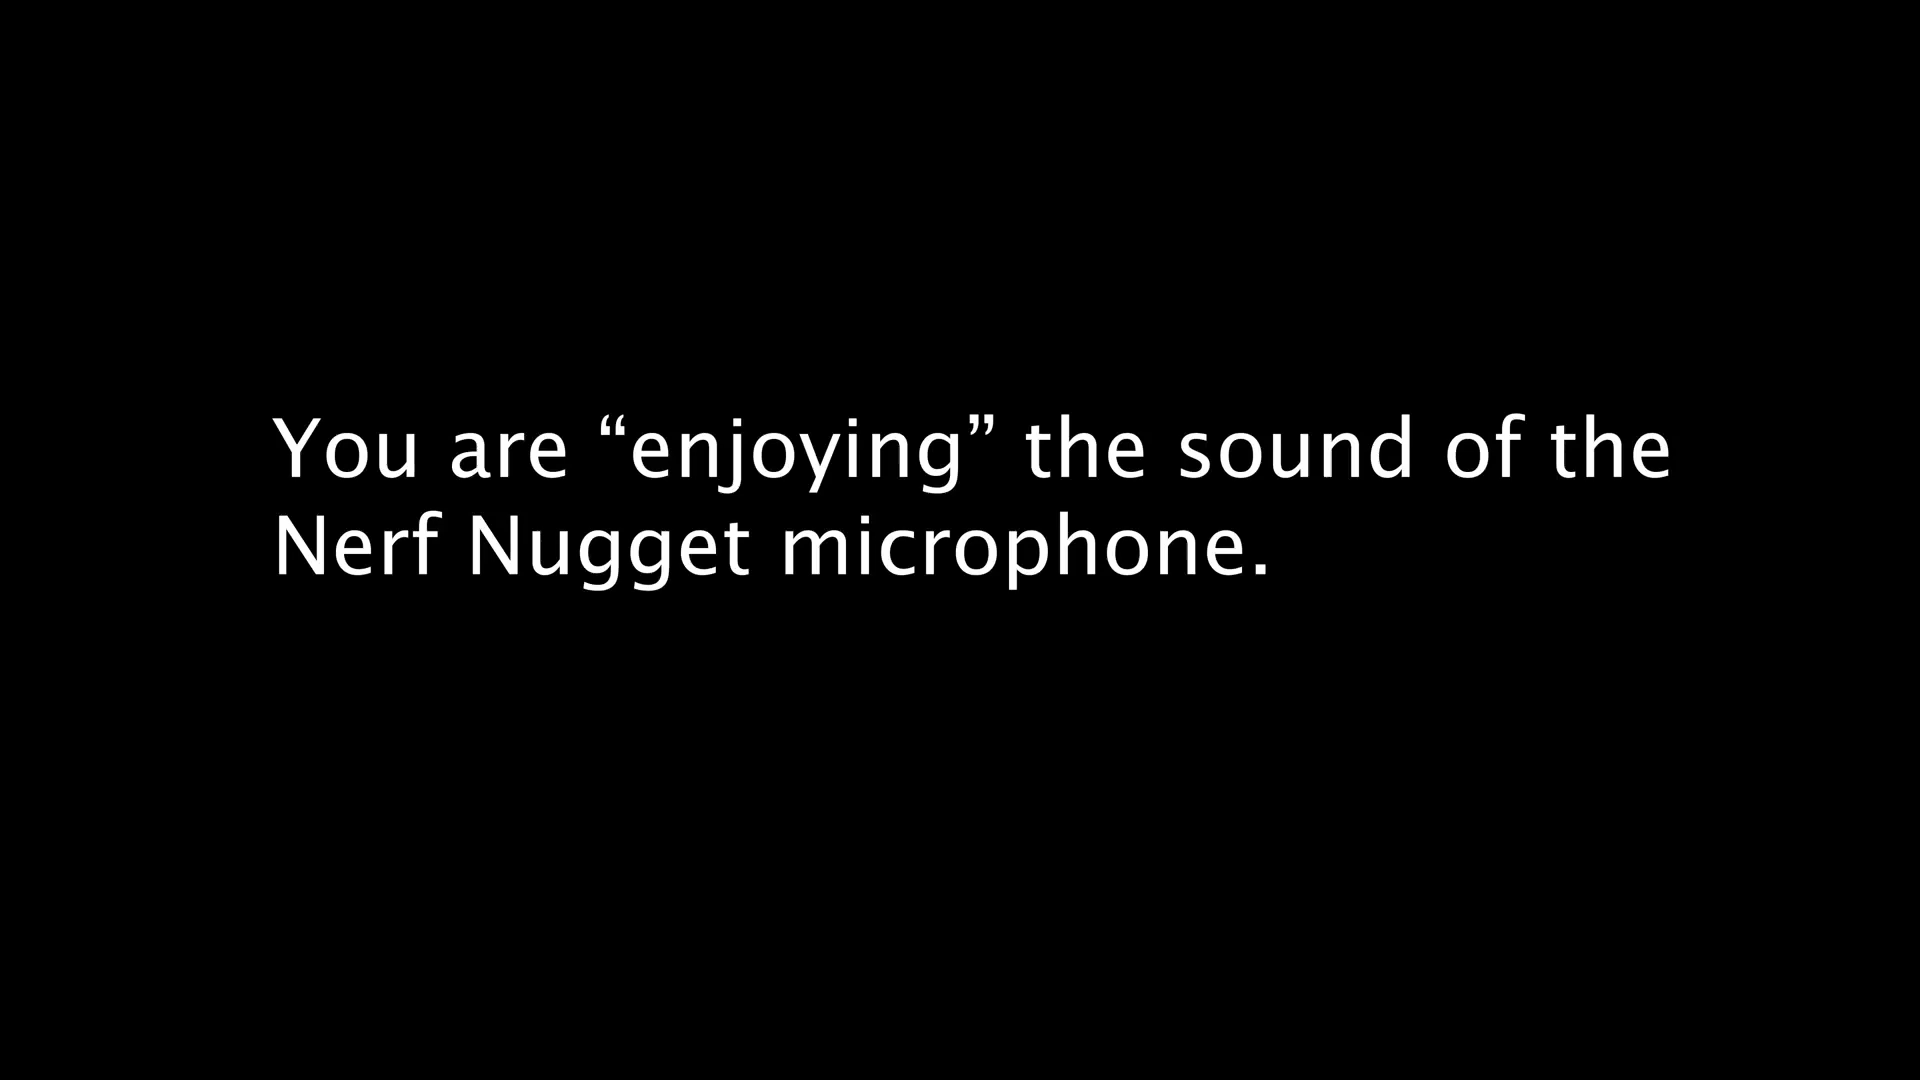 You are “enjoying” the sound of the
Nerf Nugget microphone.